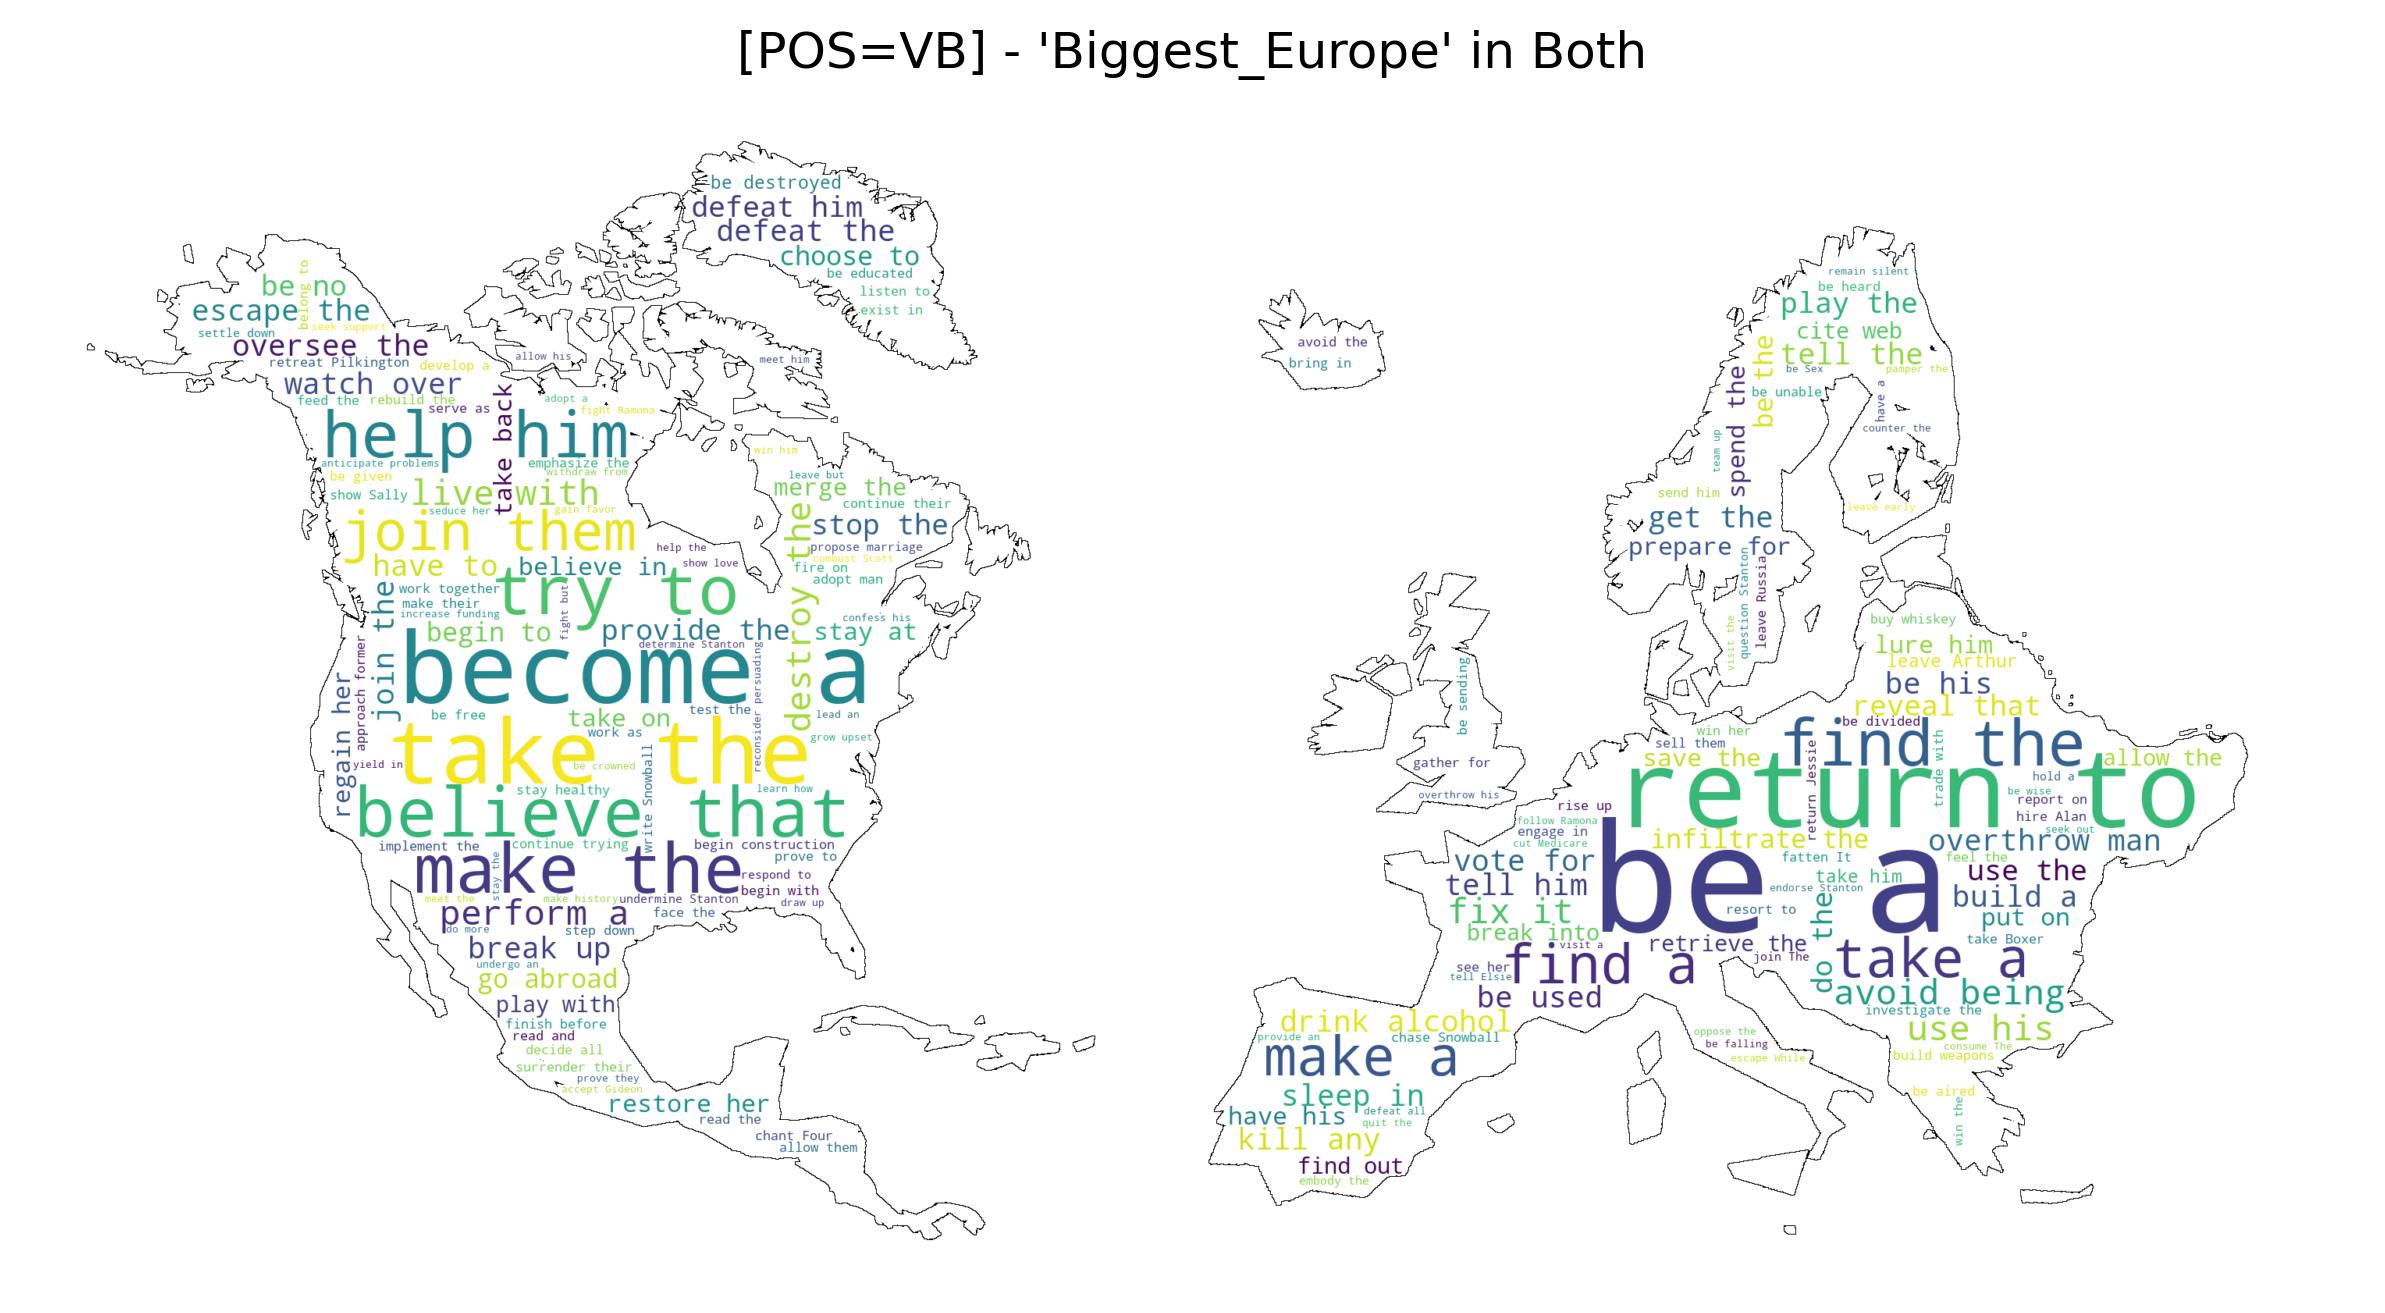 [POS=VB] - 'Biggest_Europe' in Both
be destroyed
defeat him
defeat the
choose to
be educated
listen to
exist in
be no
belong to
escape the
settle down
seek support
oversee the
retreat Pilkington
develop a
allow his
meet him
watch over
feed the
rebuild the
serve as
take back
adopt a
fight Ramona
help him
anticipate problems
emphasize the
withdraw from
be given
show Sally
live with
seduce her
gain favor
win him
leave but
merge the
continue their
join them
stop the
propose marriage
combust Scott
fire on
adopt man
help the
show love
have to
believe in
try to
work together
make their
increase funding
join the
fight but
destroy the
confess his
begin to
provide the
stay at
determine Stanton
become a
approach former
regain her
reconsider persuading
be free
take on
test the
lead an
work as
take the
grow upset
yield in
be crowned
write Snowball
stay healthy
learn how
believe that
implement the
continue trying
begin construction
prove to
make the
stay the
respond to
begin with
meet the
make history
undermine Stanton
draw up
perform a
face the
do more
step down
break up
undergo an
go abroad
play with
finish before
read and
decide all
surrender their
prove they
accept Gideon
restore her
read the
chant Four
allow them
avoid the
bring in
remain silent
be heard
play the
cite web
tell the
be the
be Sex
pamper the
spend the
be unable
have a
counter the
team up
send him
leave early
get the
prepare for
question Stanton
leave Russia
visit the
be sending
gather for
overthrow his
buy whiskey
lure him
leave Arthur
be his
reveal that
be divided
find the
win her
sell them
save the
trade with
allow the
return to
return Jessie
hold a
be wise
report on
hire Alan
seek out
rise up
follow Ramona
engage in
cut Medicare
infiltrate the
overthrow man
vote for
be a
fatten It
feel the
tell him
take him
use the
endorse Stanton
fix it
build a
resort to
do the
put on
break into
visit a
retrieve the
take Boxer
see her
find a
join The
take a
tell Elsie
be used
avoid being
investigate the
drink alcohol
provide an
chase Snowball
use his
make a
oppose the
be falling
escape While
consume The
build weapons
sleep in
have his
defeat all
quit the
be aired
win the
kill any
find out
embody the